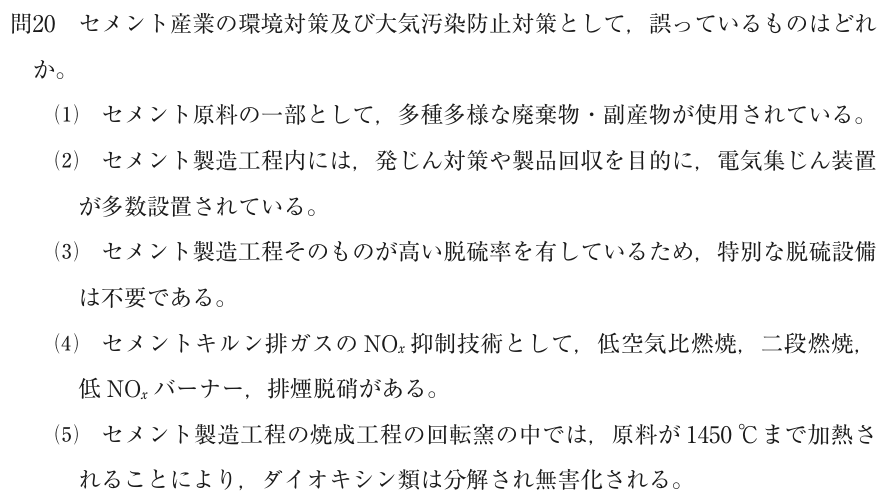 問20　セメント産業の環境対策及び大気汚染防止対策として，誤っているものはどれ
か。
⑴　セメント原料の一部として，多種多様な廃棄物・副産物が使用されている。
⑵　セメント製造工程内には，発じん対策や製品回収を目的に，電気集じん装置
が多数設置されている。
⑶　セメント製造工程そのものが高い脱硫率を有しているため，特別な脱硫設備
は不要である。
⑷　セメントキルン排ガスの NOx 抑制技術として，低空気比燃焼，二段燃焼，
低 NOx バーナー，排煙脱硝がある。
⑸　セメント製造工程の焼成工程の回転窯の中では，原料が 1450 ℃まで加熱さ
れることにより，ダイオキシン類は分解され無害化される。